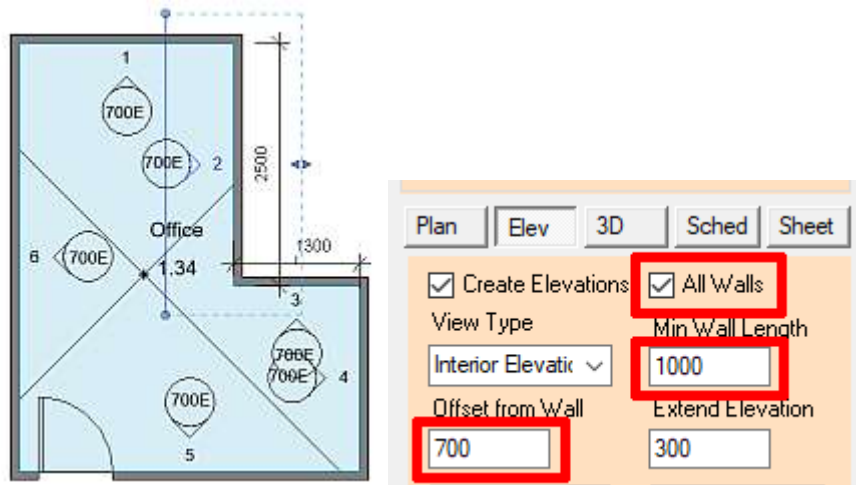 1
700E
700E 2
2500
Office
6 700E
1.34
1300
3
700E
700E 4
700E
5
Plan Elev 3D Sched Sheet
Create Elevations All Walls
View Type Min Wall Length
Interior Elevatic 1000
Offset from Wall Extend Elevation
700 300